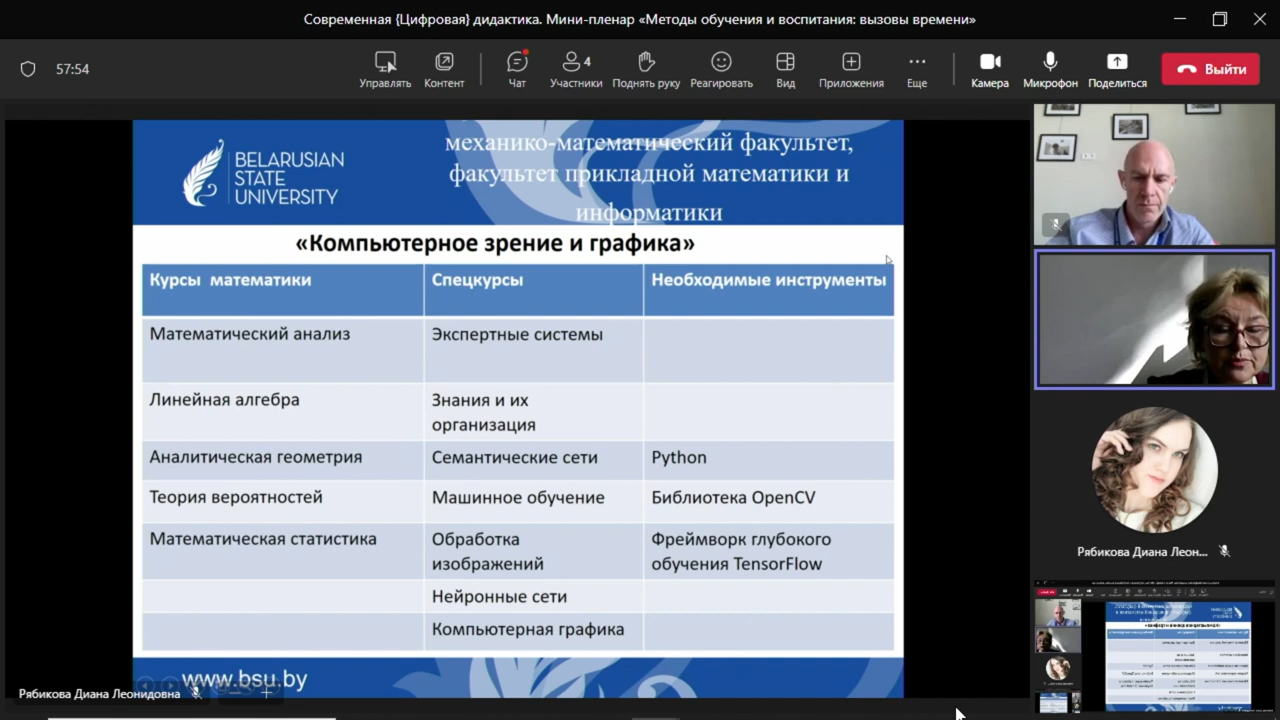 Современная {Цифровая} дидактика. Мини-пленар «Методы обучения и воспитания: вызовы времени»
57:54
Управлять
Контент
Чат
4
Участники
Поднять руку
Реагировать
Вид
Приложения
Еще
Камера
Микрофон
Поделиться
Выйти
BELARUSIAN
STATE
UNIVERSITY
механико-математический факультет,
факультет прикладной математики и
информатики
«Компьютерное зрение и графика»
Курсы математики
Спецкурсы
Необходимые инструменты
Математический анализ
Экспертные системы
Линейная алгебра
Знания и их
организация
Аналитическая геометрия
Семантические сети
Python
Теория вероятностей
Машинное обучение
Библиотека OpenCV
Математическая статистика
Обработка
изображений
Фреймворк глубокого
обучения TensorFlow
Нейронные сети
Компьютерная графика
www.bsu.by
Рябикова Диана Леонидовна
Рябикова Диана Леон...